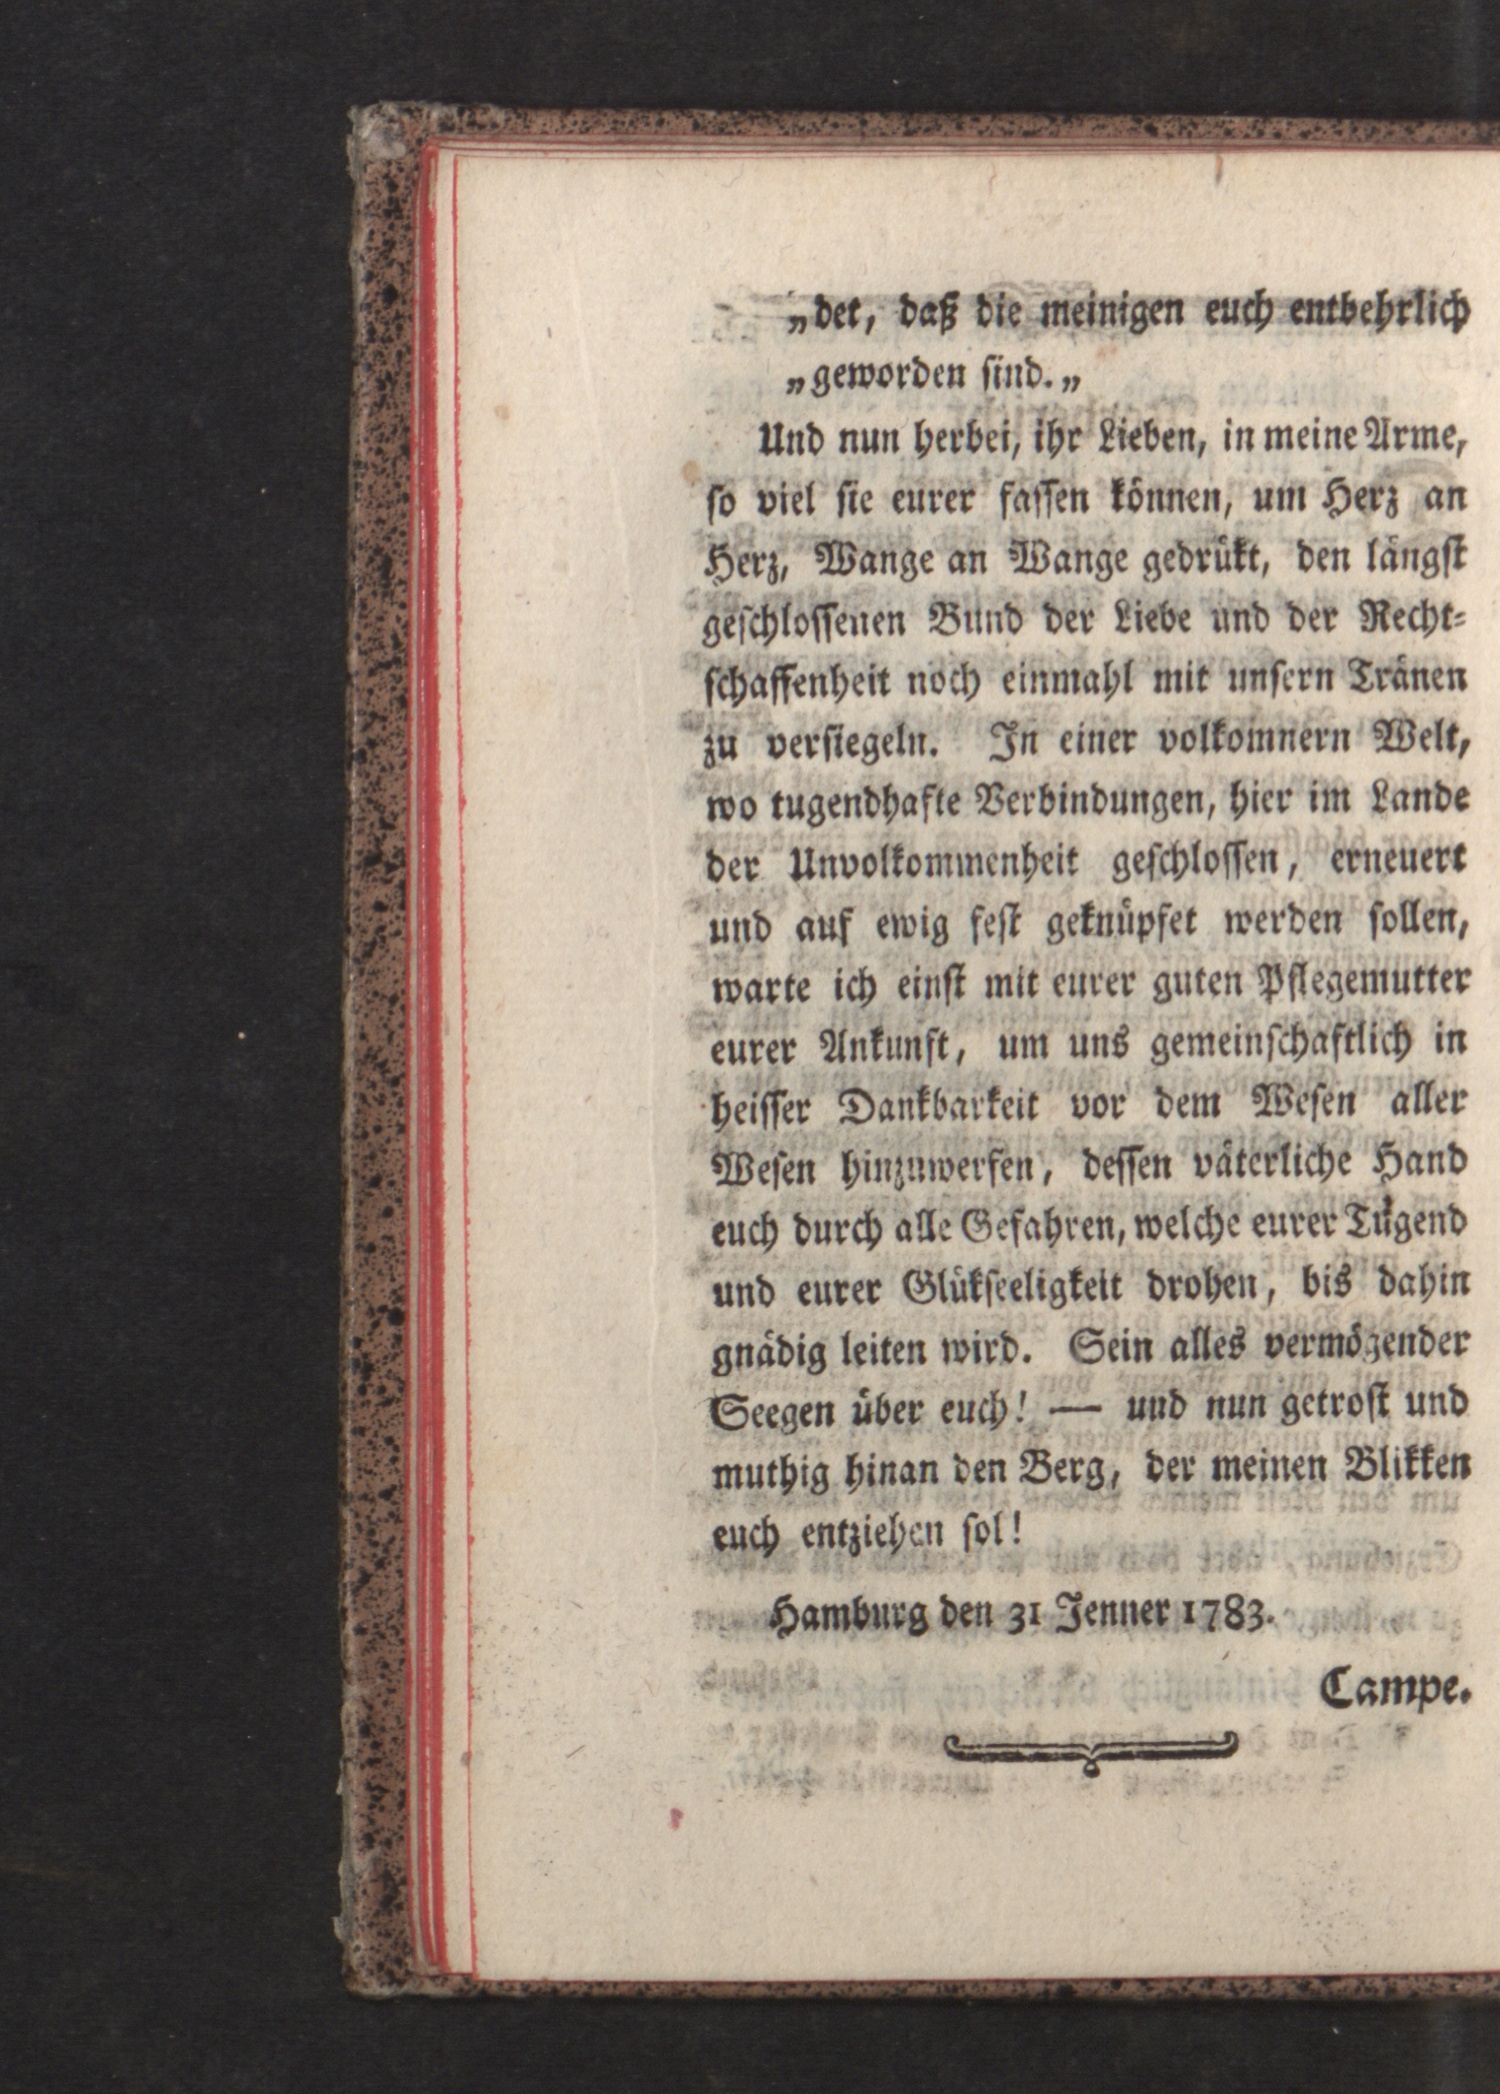 „det, daß die meinigen euch entbehrlich
„geworden ſind.„
Und nun herbei, ihr Lieben, in meine Arme,
ſo viel ſie eurer faſſen können, um Herz an
Herz, Wange an Wange gedrükt, den längſt
geſchloſſenen Bund der Liebe und der Recht⸗
ſchaffenheit noch einmahl mit unſern Tränen
zu verſiegeln. In einer volkomnern Welt,
wo tugendhafte Verbindungen, hier im Lande
der Unvolkommenheit geſchloſſen, erneuert
und auf ewig feſt geknüpfet werden ſollen,
warte ich einſt mit eurer guten Pflegemutter
eurer Ankunft, um uns gemeinſchaftlich in
heiſſer Dankbarkeit vor dem Weſen aller
Weſen hinzuwerfen, deſſen väterliche Hand
euch durch alle Gefahren, welche eurer Tugend
und eurer Glükſeeligkeit drohen, bis dahin
gnädig leiten wird. Sein alles vermögender
Seegen über euch! — und nun getroſt und
muthig hinan den Berg, der meinen Blikken
euch entziehen ſol!
Hamburg den 31 Jenner 1783.
Campe.